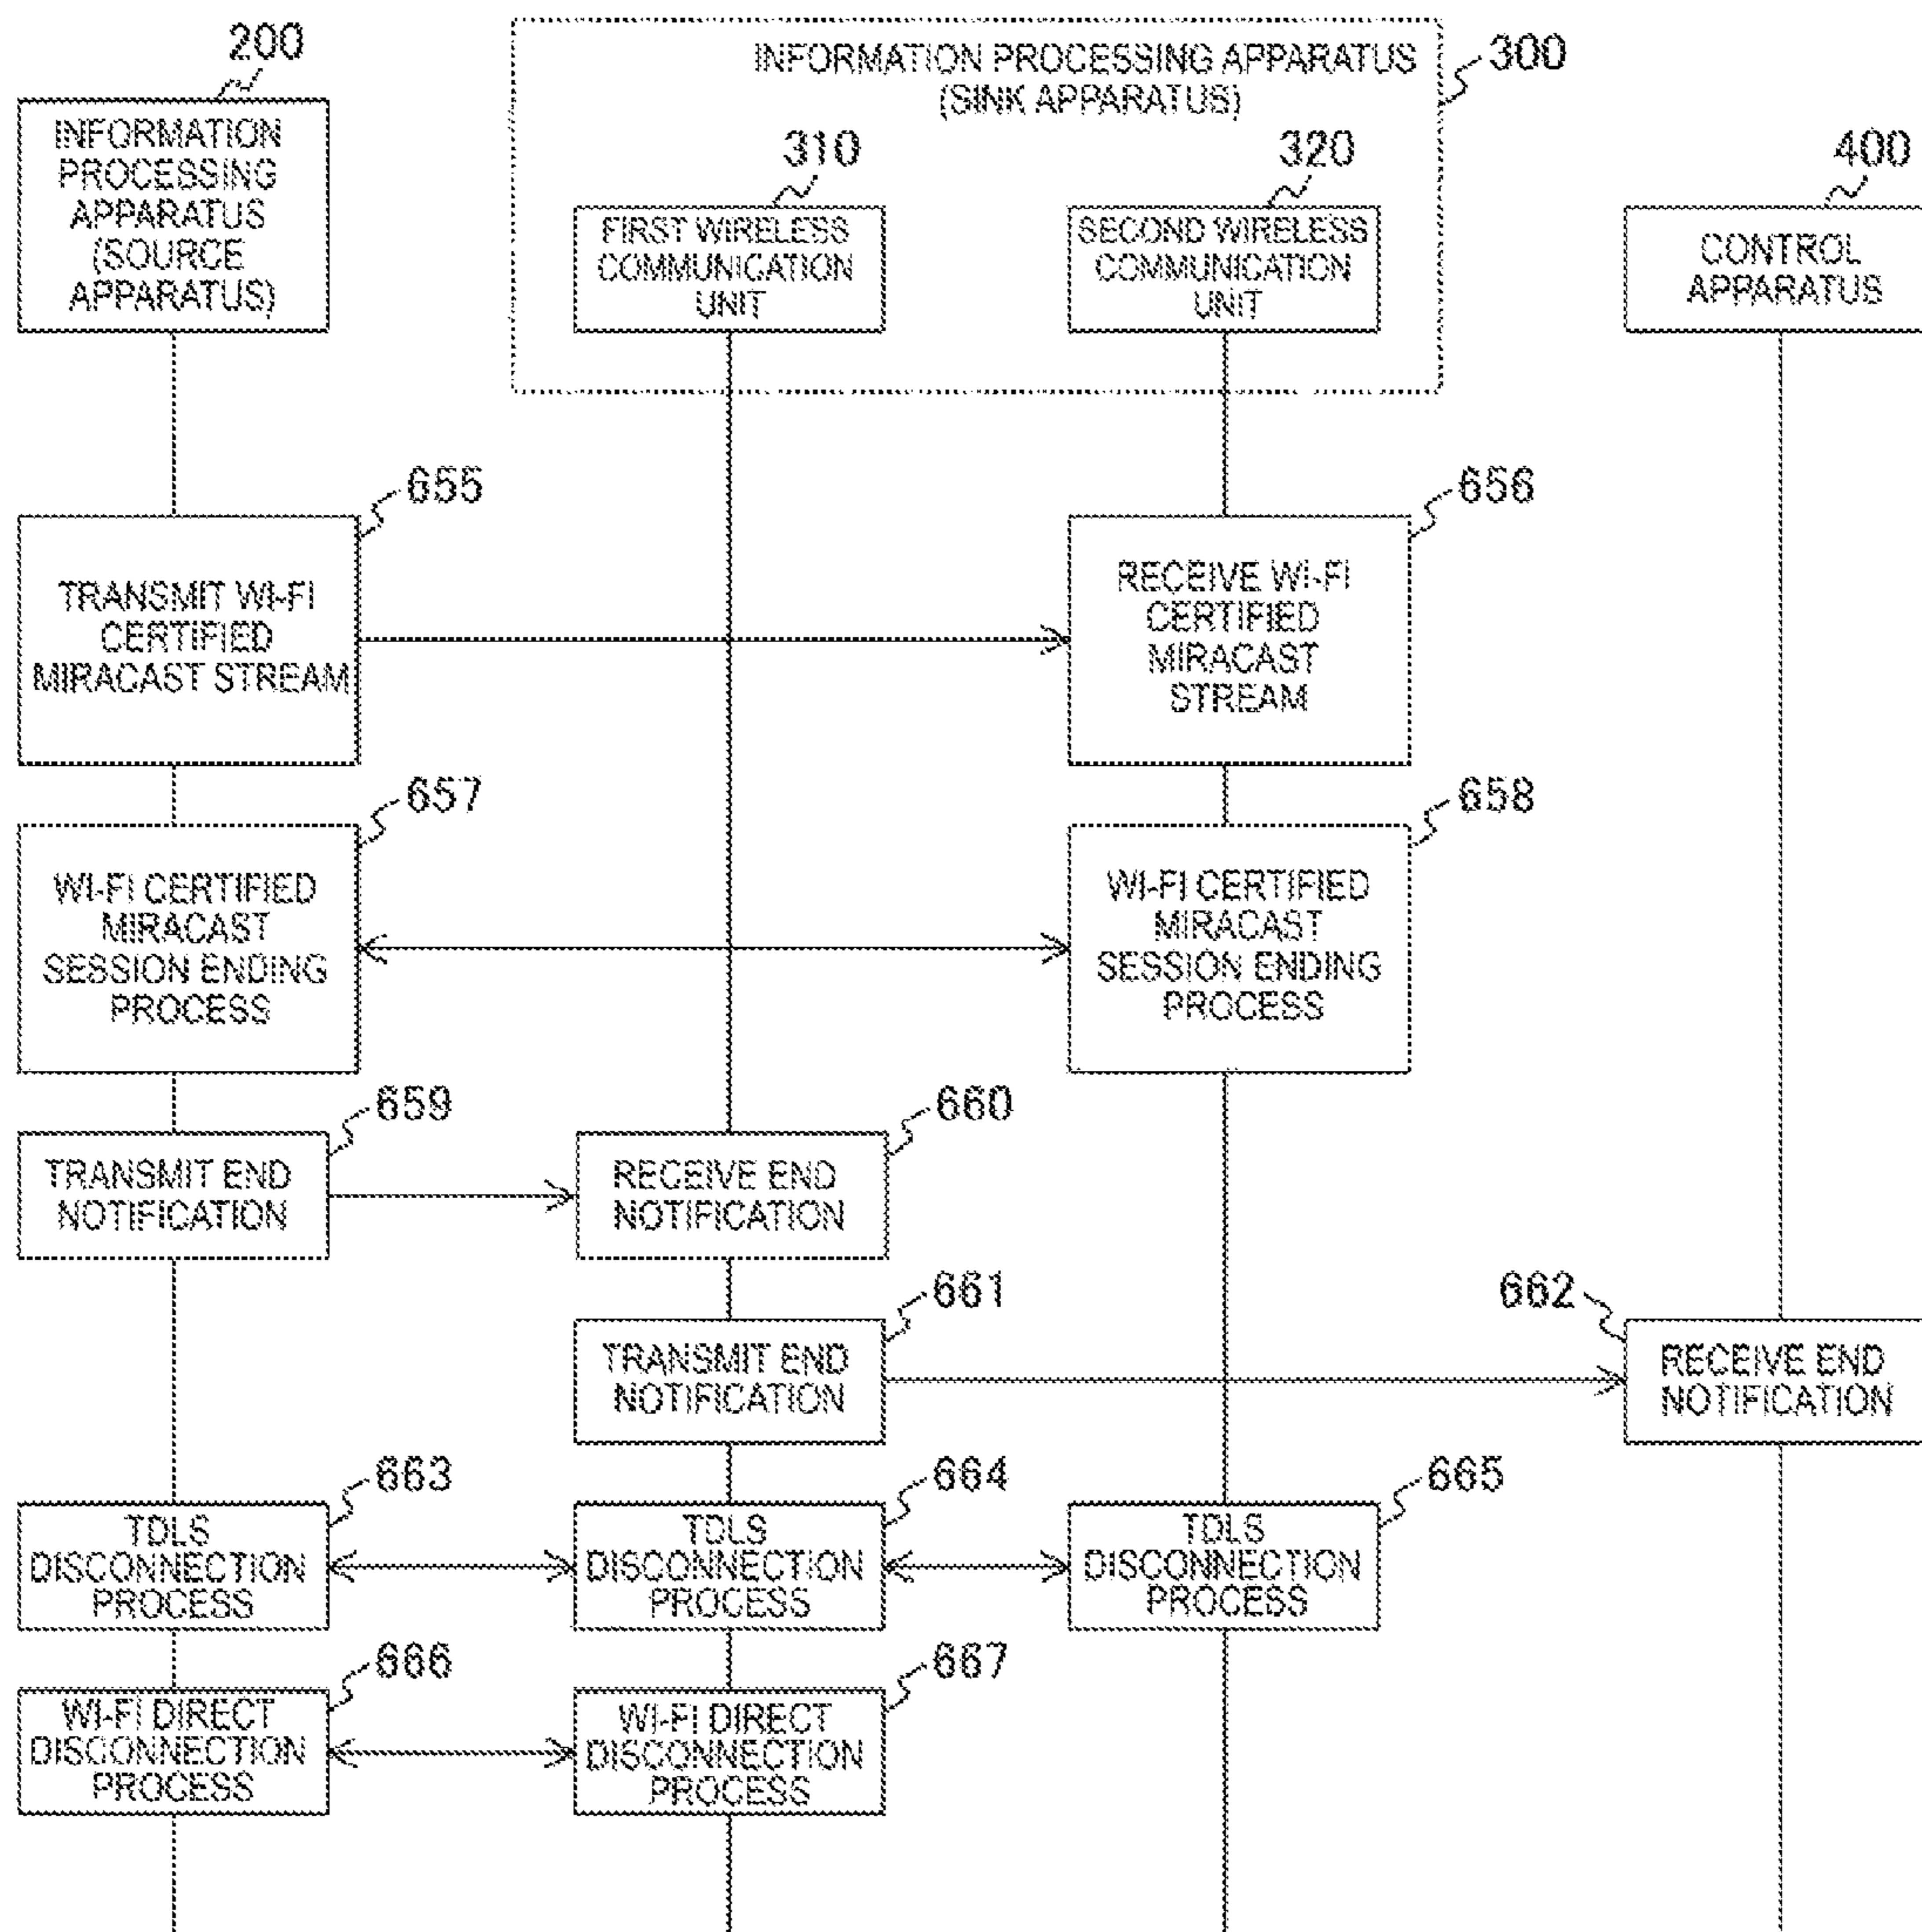 200
INFORMATION
PROCESSING
APPARATUS
(SOURCE
APPARATUS)
INFORMATION PROCESSING APPARATUS
(SINK APPARATUS)
300
310
FIRST WIRELESS
COMMUNICATION
UNIT
320
SECOND WIRELESS
COMMUNICATION
UNIT
400
CONTROL
APPARATUS
655
TRANSMIT WI-FI
CERTIFIED
MIRACAST STREAM
656
RECEIVE WI-FI
CERTIFIED
MIRACAST
STREAM
657
WI-FI CERTIFIED
MIRACAST
SESSION ENDING
PROCESS
658
WI-FI CERTIFIED
MIRACAST
SESSION ENDING
PROCESS
659
TRANSMIT END
NOTIFICATION
660
RECEIVE END
NOTIFICATION
661
TRANSMIT END
NOTIFICATION
662
RECEIVE END
NOTIFICATION
663
TDLS
DISCONNECTION
PROCESS
664
TDLS
DISCONNECTION
PROCESS
665
TDLS
DISCONNECTION
PROCESS
666
WI-FI DIRECT
DISCONNECTION
PROCESS
667
WI-FI DIRECT
DISCONNECTION
PROCESS